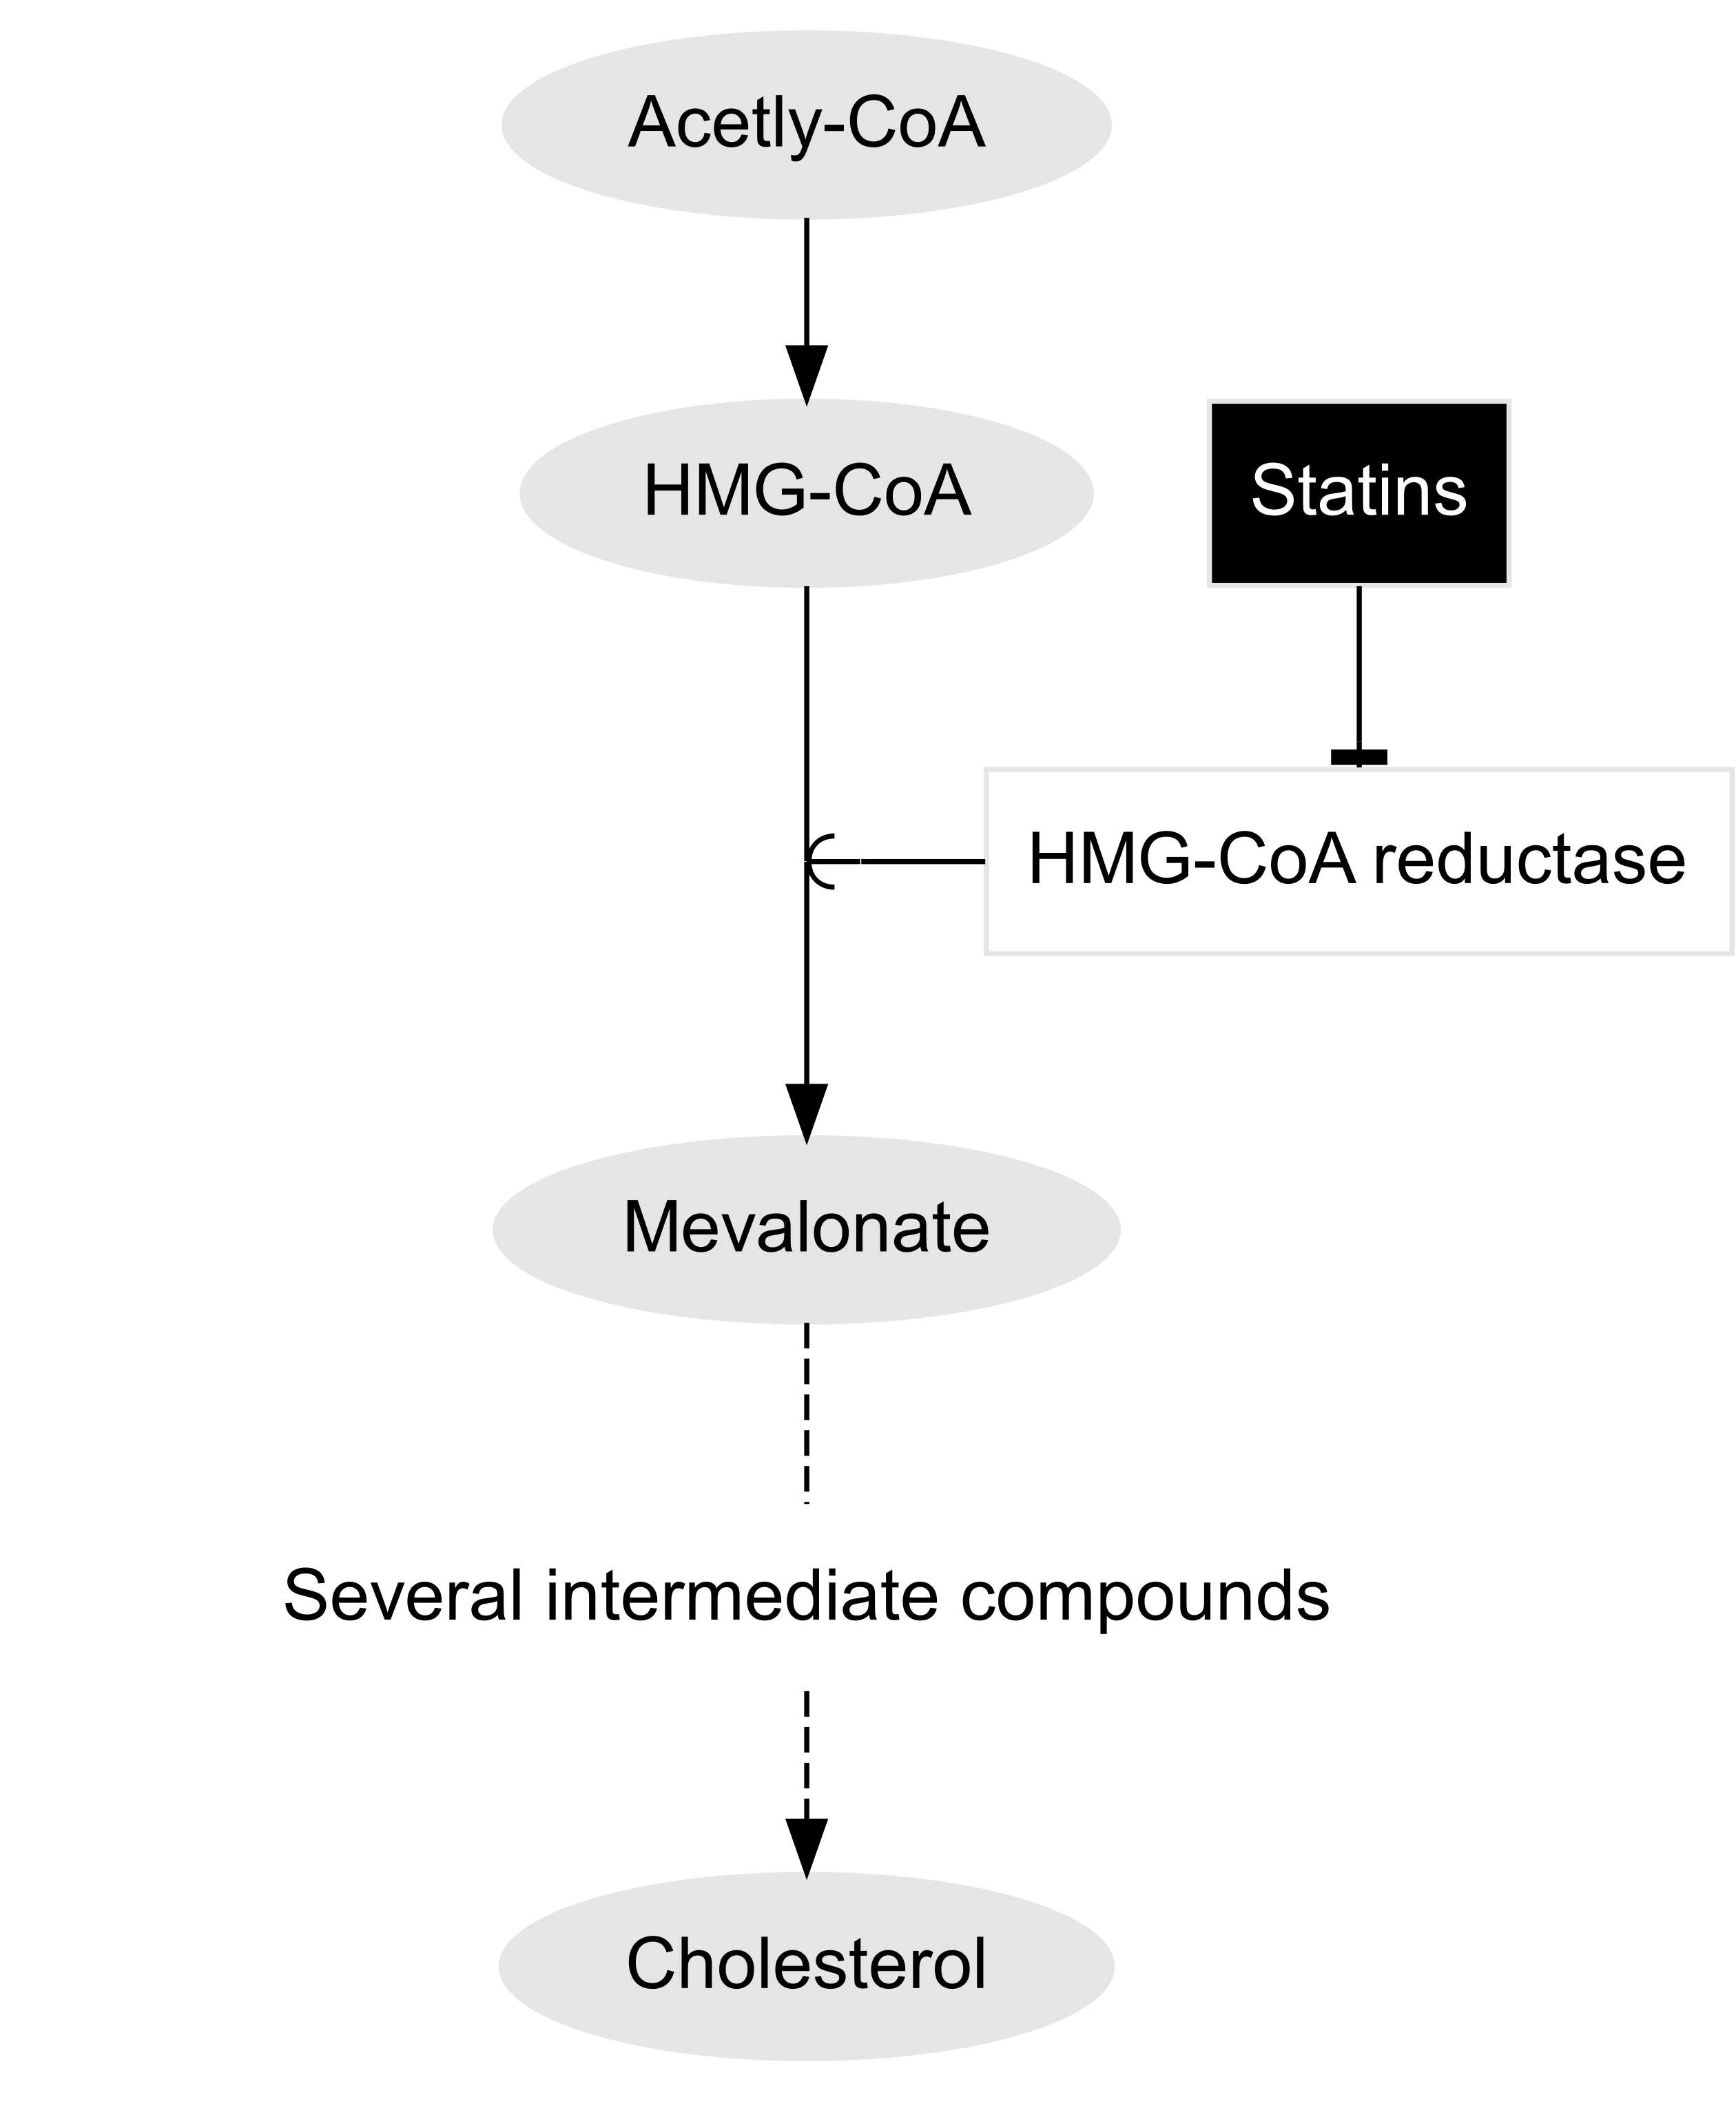 Acetly-CoA
HMG-CoA
Statins
HMG-CoA reductase
Mevalonate
Several intermediate compounds
Cholesterol